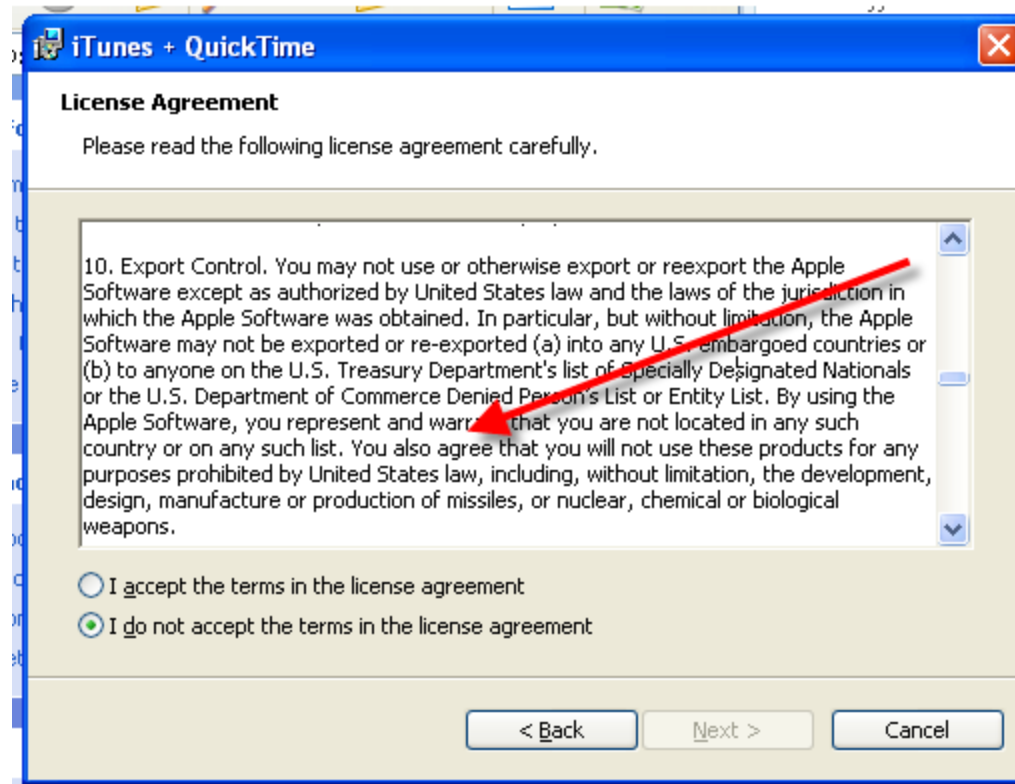 iTunes + QuickTime
License Agreement
Please read the following license agreement carefully.
10. Export Control. You may not use or otherwise export or reexport the Apple
Software except as authorized by United States law and the laws of the jurisdiction in
which the Apple Software was obtained. In particular, but without limitation, the Apple
Software may not be exported or re-exported (a) into any U.S. embargoed countries or
(b) to anyone on the U.S. Treasury Department's list of Specially Designated Nationals
or the U.S. Department of Commerce Denied Person's List or Entity List. By using the
Apple Software, you represent and warrant that you are not located in any such
country or on any such list. You also agree that you will not use these products for any
purposes prohibited by United States law, including, without limitation, the development,
design, manufacture or production of missiles, or nuclear, chemical or biological
weapons.
I accept the terms in the license agreement
I do not accept the terms in the license agreement
< Back
Next >
Cancel